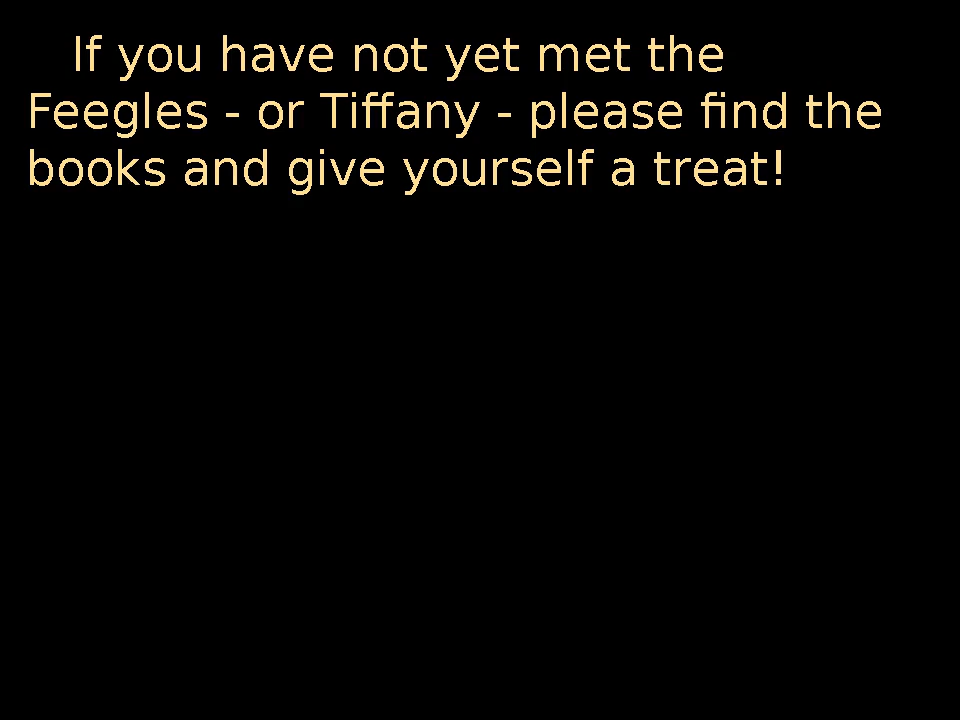 If you have not yet met the
Feegles - or Tiffany - please find the
books and give yourself a treat!